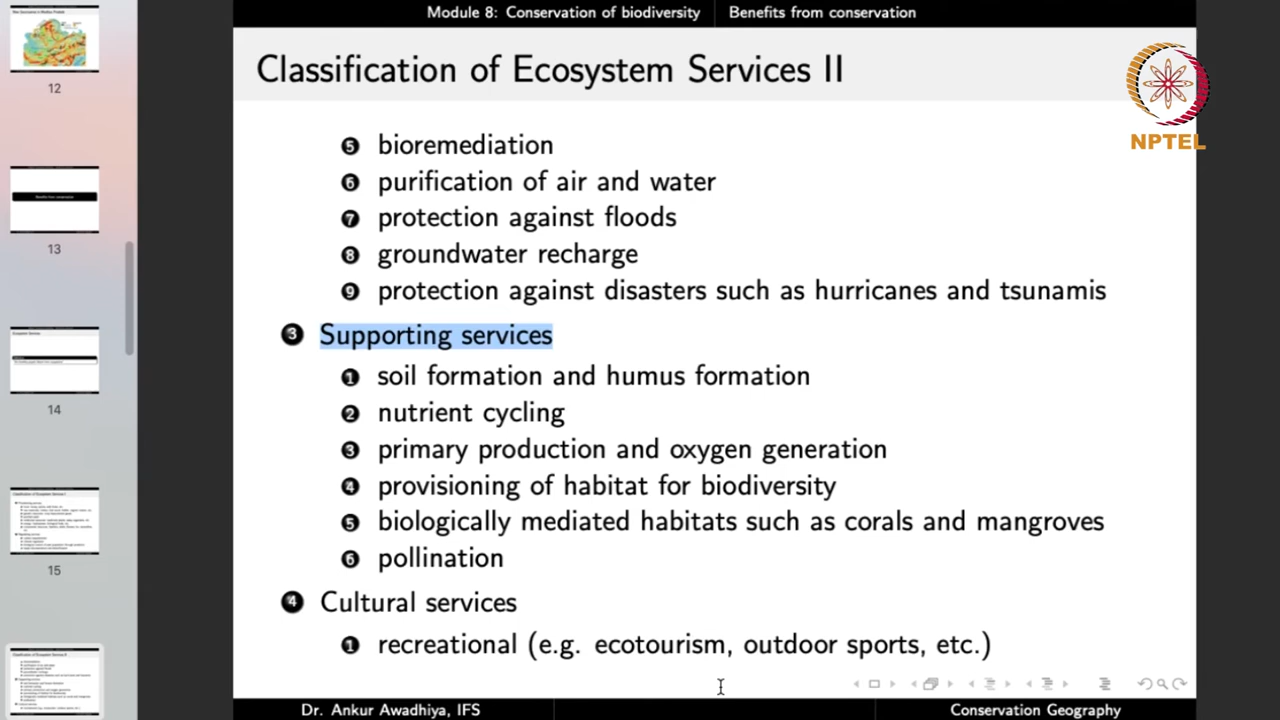 Module 8: Conservation of biodiversity Benefits from conservation
Classification of Ecosystem Services II
NPTEL
5 bioremediation
6 purification of air and water
7 protection against floods
8 groundwater recharge
9 protection against disasters such as hurricanes and tsunamis
3 Supporting services
1 soil formation and humus formation
2 nutrient cycling
3 primary production and oxygen generation
4 provisioning of habitat for biodiversity
5 biologically mediated habitats such as corals and mangroves
6 pollination
4 Cultural services
1 recreational (e.g. ecotourism, outdoor sports, etc.)
Dr. Ankur Awadhiya, IFS Conservation Geography
12
13
14
15